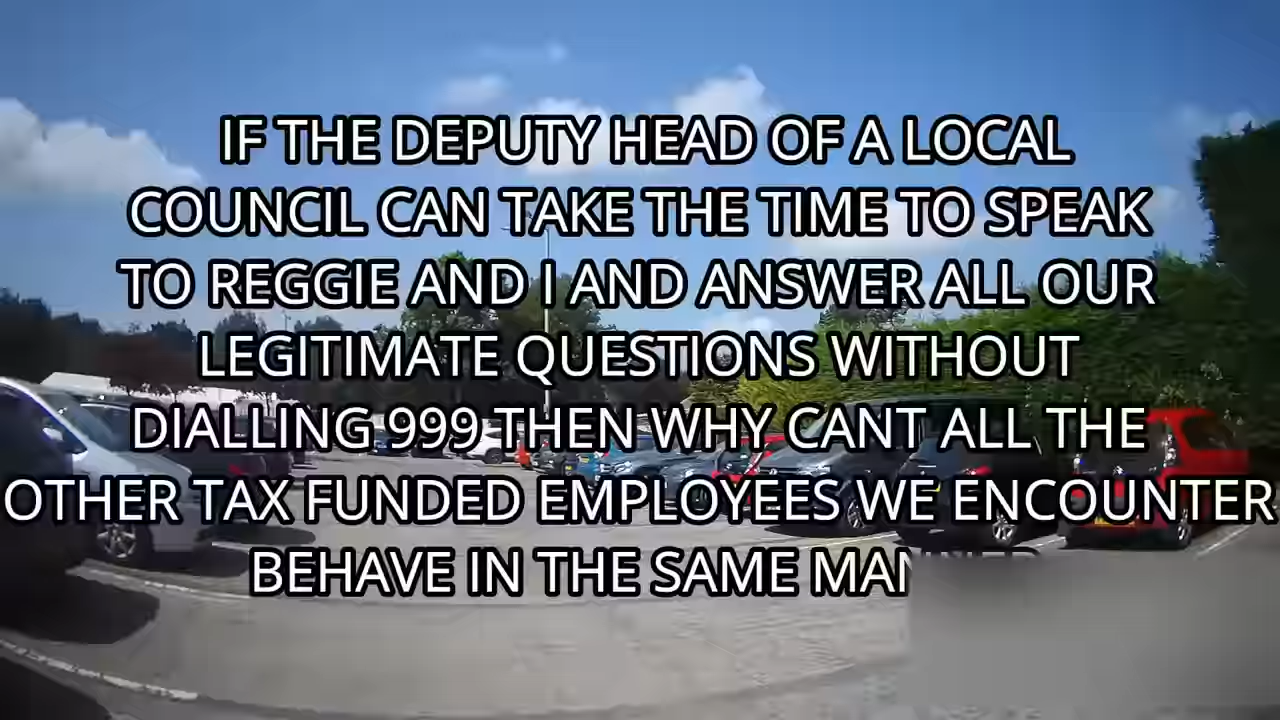 IF THE DEPUTY HEAD OF A LOCAL
COUNCIL CAN TAKE THE TIME TO SPEAK
TO REGGIE AND I AND ANSWER ALL OUR
LEGITIMATE QUESTIONS WITHOUT
DIALLING 999 THEN WHY CANT ALL THE
OTHER TAX FUNDED EMPLOYEES WE ENCOUNTER
BEHAVE IN THE SAME